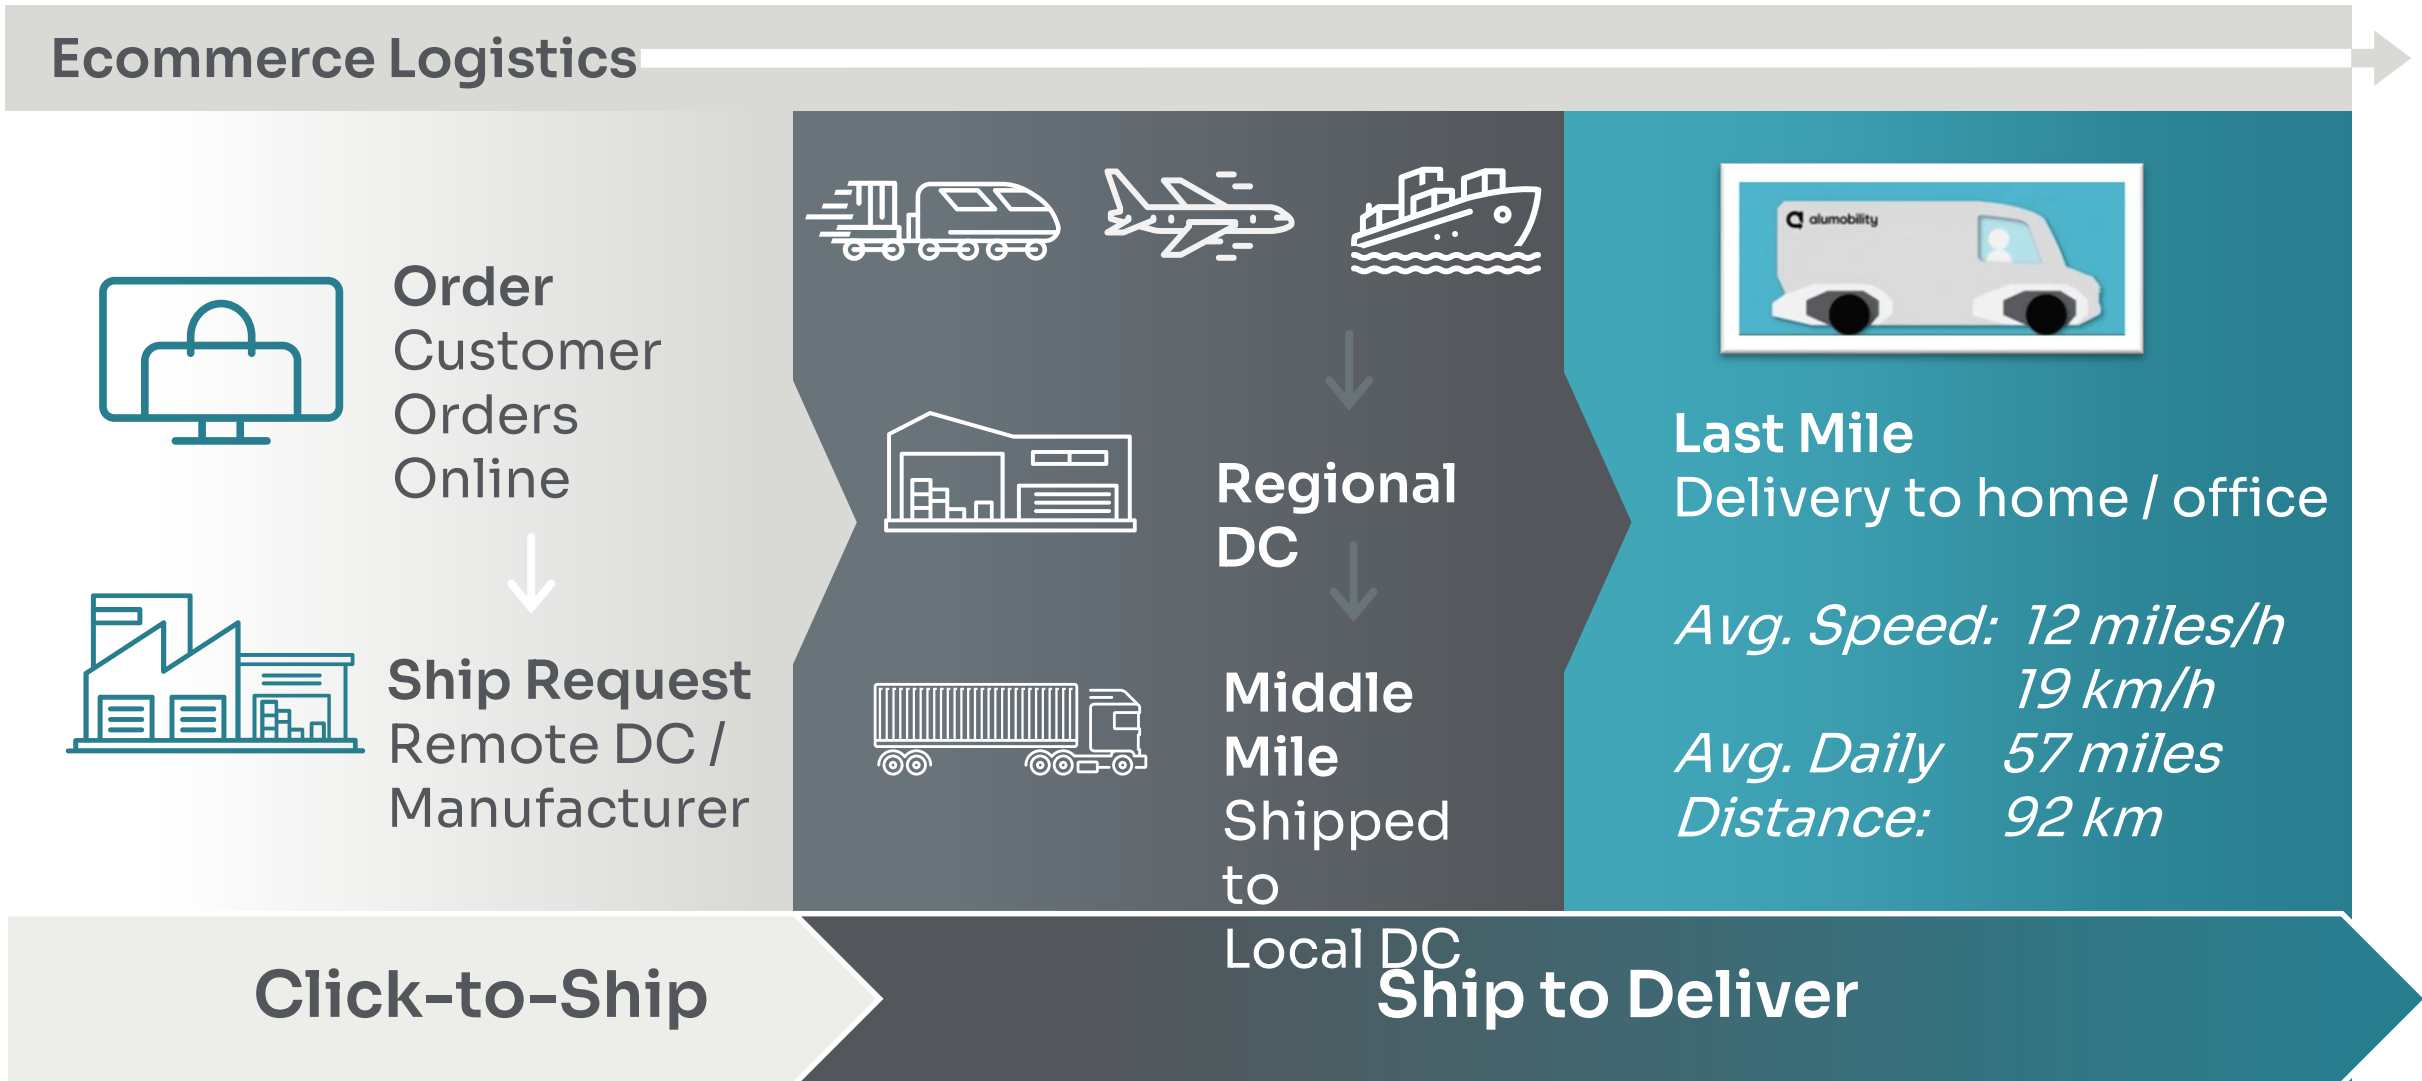 Ecommerce Logistics
Order
Customer
Orders
Online
Ship Request
Remote DC /
Manufacturer
Regional
DC
Middle
Mile
Shipped
to
Local DC
alumobility
Last Mile
Delivery to home / office
Avg. Speed: 12 miles/h
19 km/h
Avg. Daily 57 miles
Distance: 92 km
Click-to-Ship
Ship to Deliver